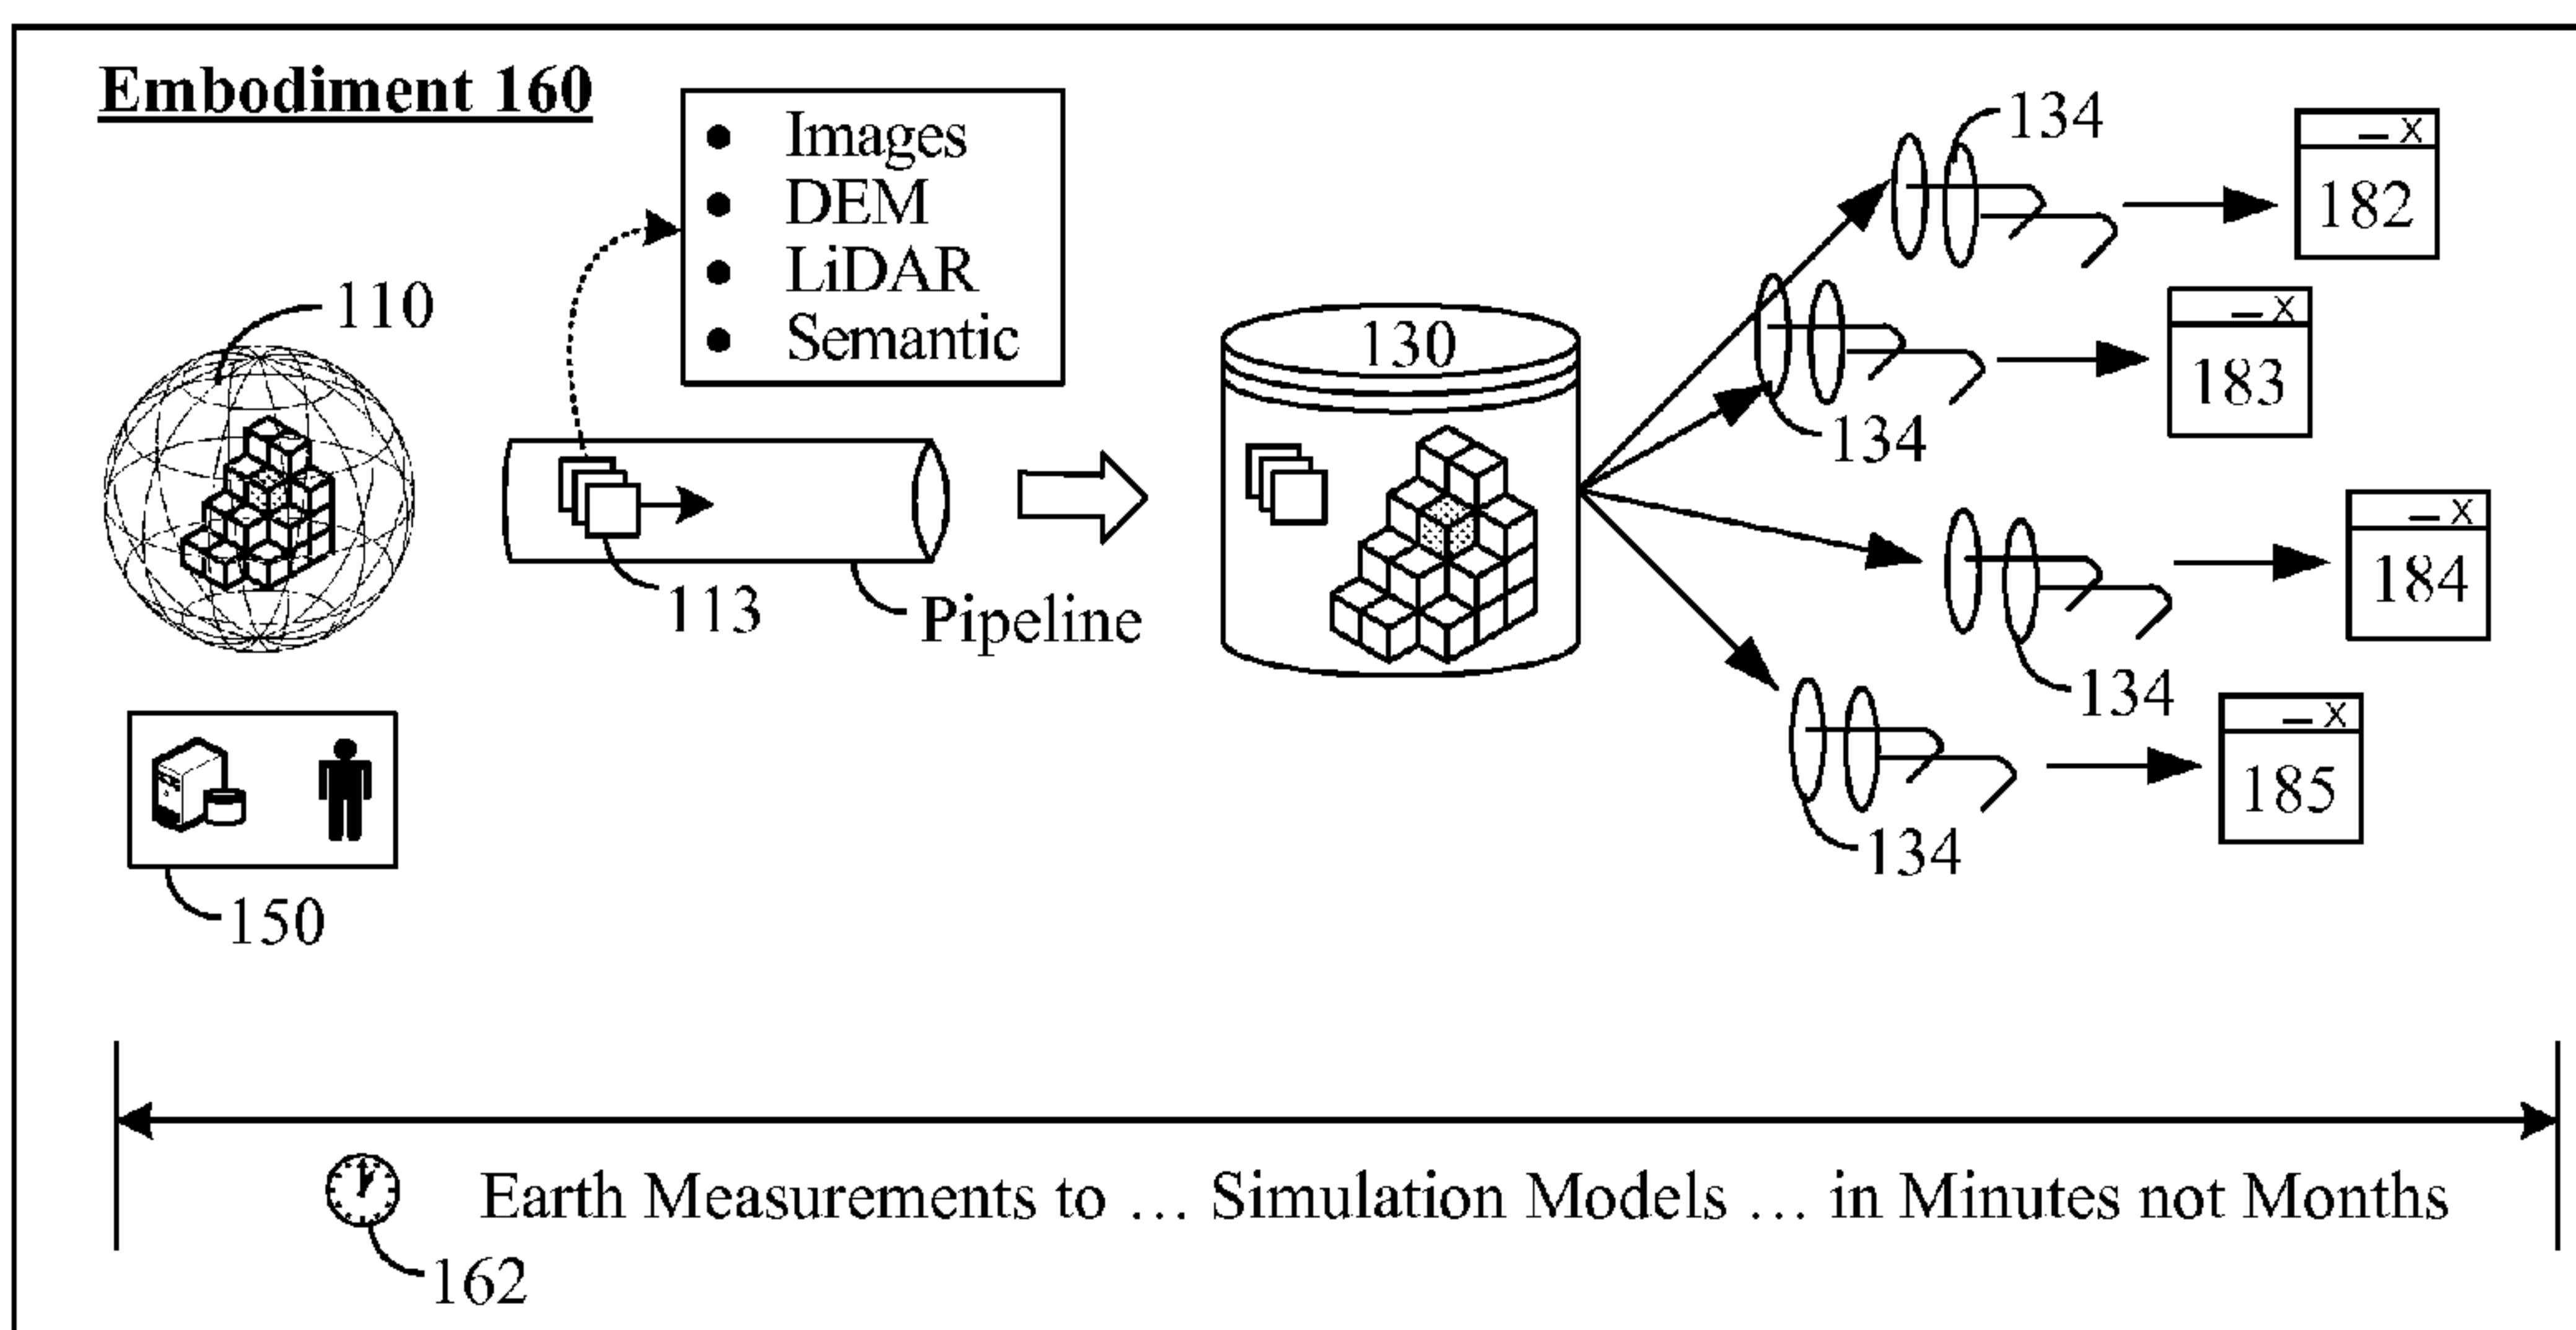 Embodiment 160
Images
DEM
LiDAR
Semantic
110
113
Pipeline
150
130
134
_ X
182
134
_ X
183
134
_ X
184
134
_ X
185
Earth Measurements to … Simulation Models … in Minutes not Months
162